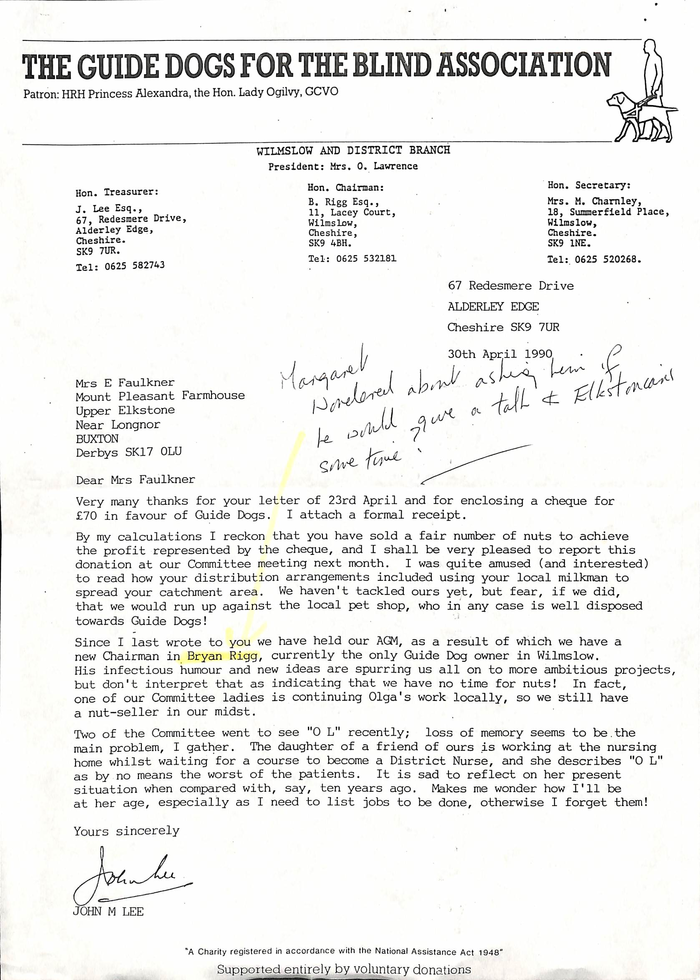 THE GUIDE DOGS FOR THE BLIND ASSOCIATION
Patron: HRH Princess Alexandra, the Hon. Lady Ogilvy, GCVO
WILMSLOW AND DISTRICT BRANCH
President: Mrs. O. Lawrence
Hon. Treasurer:
J. Lee Esq.,
67, Redesmere Drive,
Alderley Edge,
Cheshire.
SK9 7UR.
Tel: 0625 582743
Hon. Chairman:
B. Rigg Esq.,
11, Lacey Court,
Wilmslow,
Cheshire,
SK9 4BH.
Tel: 0625 532181
Hon. Secretary:
Mrs. M. Charnley,
18, Summerfield Place,
Wilmslow,
Cheshire.
SK9 1NE.
Tel: 0625 520268.
67 Redesmere Drive
ALDERLEY EDGE
Cheshire SK9 7UR
30th April 1990
Margaret
Wondered about asking him if
he would give a talk to Elkstonians
some time.
Mrs E Faulkner
Mount Pleasant Farmhouse
Upper Elkstone
Near Longnor
BUXTON
Derbys SK17 OLU
Dear Mrs Faulkner
Very many thanks for your letter of 23rd April and for enclosing a cheque for
£70 in favour of Guide Dogs. I attach a formal receipt.
By my calculations I reckon that you have sold a fair number of nuts to achieve
the profit represented by the cheque, and I shall be very pleased to report this
donation at our Committee meeting next month. I was quite amused (and interested)
to read how your distribution arrangements included using your local milkman to
spread your catchment area. We haven't tackled ours yet, but fear, if we did,
that we would run up against the local pet shop, who in any case is well disposed
towards Guide Dogs!
Since I last wrote to you we have held our AGM, as a result of which we have a
new Chairman in Bryan Rigg, currently the only Guide Dog owner in Wilmslow.
His infectious humour and new ideas are spurring us all on to more ambitious projects,
but don't interpret that as indicating that we have no time for nuts! In fact,
one of our Committee ladies is continuing Olga's work locally, so we still have
a nut-seller in our midst.
Two of the Committee went to see "O L" recently; loss of memory seems to be the
main problem, I gather. The daughter of a friend of ours is working at the nursing
home whilst waiting for a course to become a District Nurse, and she describes "O L"
as by no means the worst of the patients. It is sad to reflect on her present
situation when compared with, say, ten years ago. Makes me wonder how I'll be
at her age, especially as I need to list jobs to be done, otherwise I forget them!
Yours sincerely
John Lee
JOHN M LEE
"A Charity registered in accordance with the National Assistance Act 1948"
Supported entirely by voluntary donations